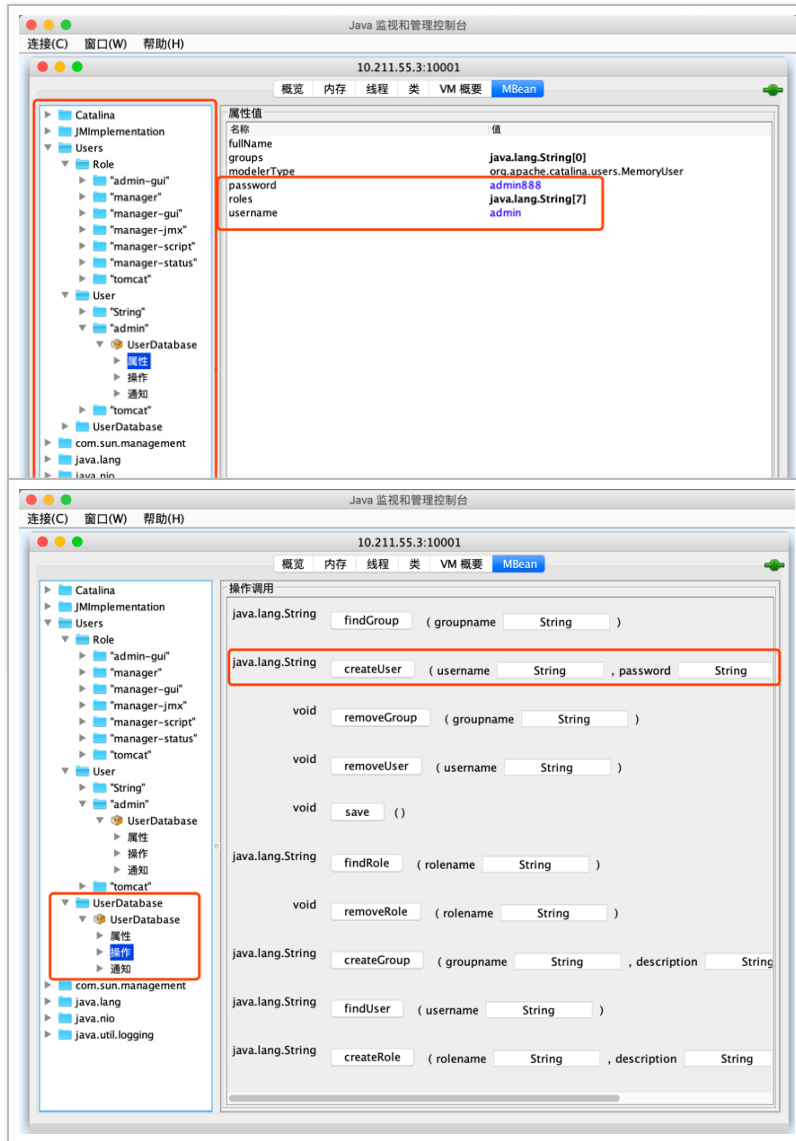 Java 监视和管理控制台
连接(C) 窗口(W) 帮助(H)
10.211.55.3:10001
概览 内存 线程 类 VM 概要 MBean
Catalina
JMImplementation
Users
Role
"admin-gui"
"manager"
"manager-gui"
"manager-jmx"
"manager-script"
"manager-status"
"tomcat"
User
"String"
"admin"
UserDatabase
属性
操作
通知
"tomcat"
UserDatabase
com.sun.management
java.lang
java.nio
属性值
名称 值
fullName
groups java.lang.String[0]
modelerType org.apache.catalina.users.MemoryUser
password admin888
roles java.lang.String[7]
username admin
Java 监视和管理控制台
连接(C) 窗口(W) 帮助(H)
10.211.55.3:10001
概览 内存 线程 类 VM 概要 MBean
Catalina
JMImplementation
Users
Role
"admin-gui"
"manager"
"manager-gui"
"manager-jmx"
"manager-script"
"manager-status"
"tomcat"
User
"String"
"admin"
UserDatabase
属性
操作
通知
"tomcat"
UserDatabase
UserDatabase
属性
操作
通知
com.sun.management
java.lang
java.nio
java.util.logging
操作调用
java.lang.String findGroup ( groupname String )
java.lang.String createUser ( username String , password String
void removeGroup ( groupname String )
void removeUser ( username String )
void save ()
java.lang.String findRole ( rolename String )
void removeRole ( rolename String )
java.lang.String createGroup ( groupname String , description String
java.lang.String findUser ( username String )
java.lang.String createRole ( rolename String , description String